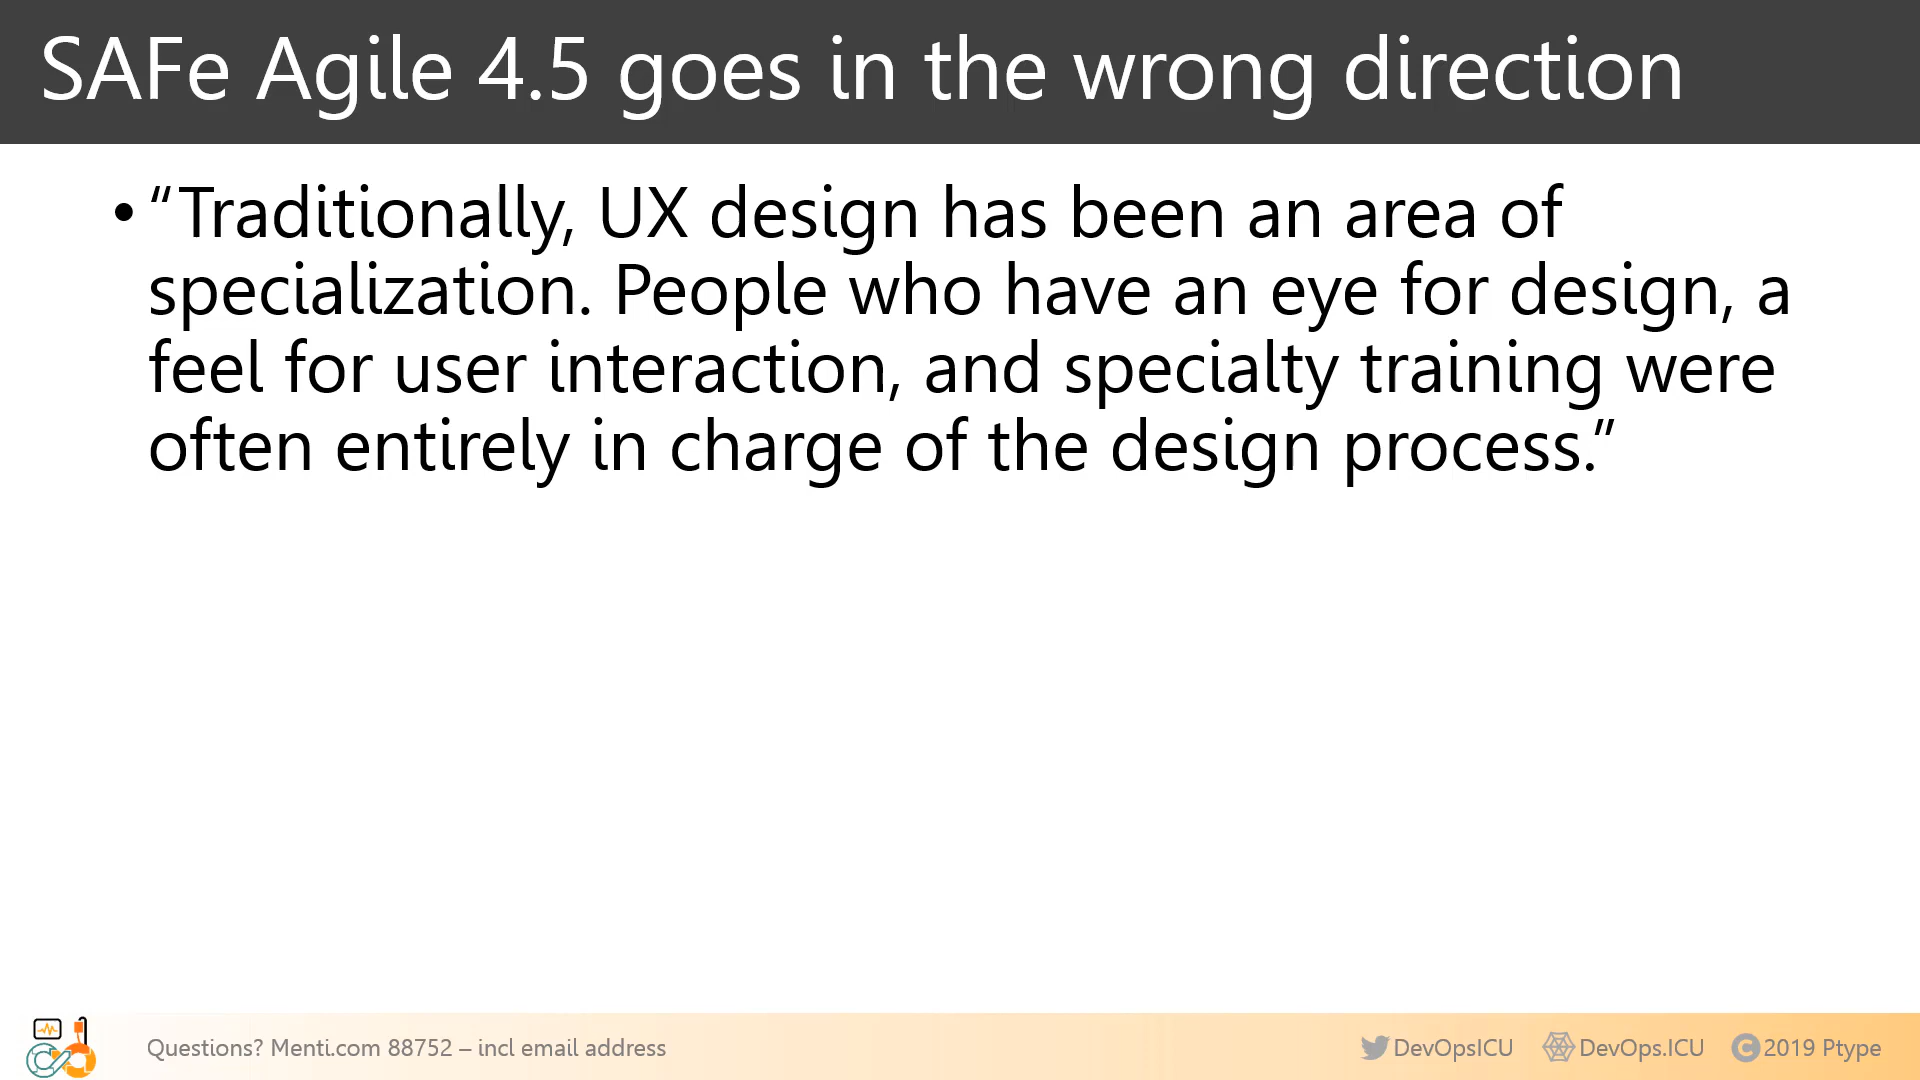 SAFe Agile 4.5 goes in the wrong direction
• “Traditionally, UX design has been an area of
specialization. People who have an eye for design, a
feel for user interaction, and specialty training were
often entirely in charge of the design process.”
Questions? Menti.com 88752 – incl email address
DevOpsICU
DevOps.ICU
© 2019 Ptype